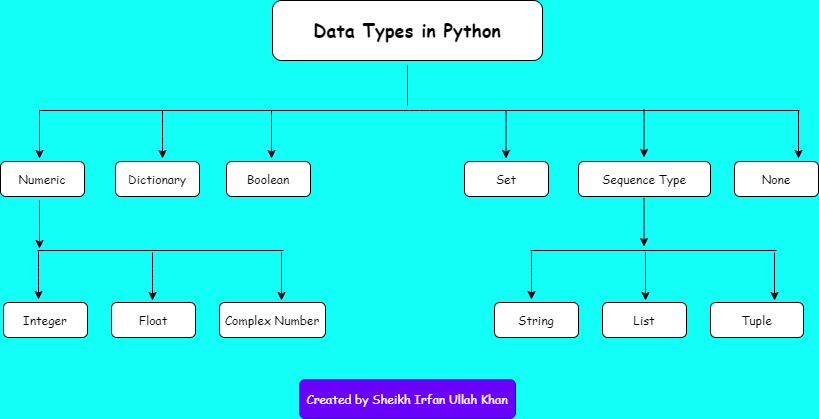 Data Types in Python
Numeric
Dictionary
Boolean
Set
Sequence Type
None
Integer
Float
Complex Number
String
List
Tuple
Created by Sheikh Irfan Ullah Khan